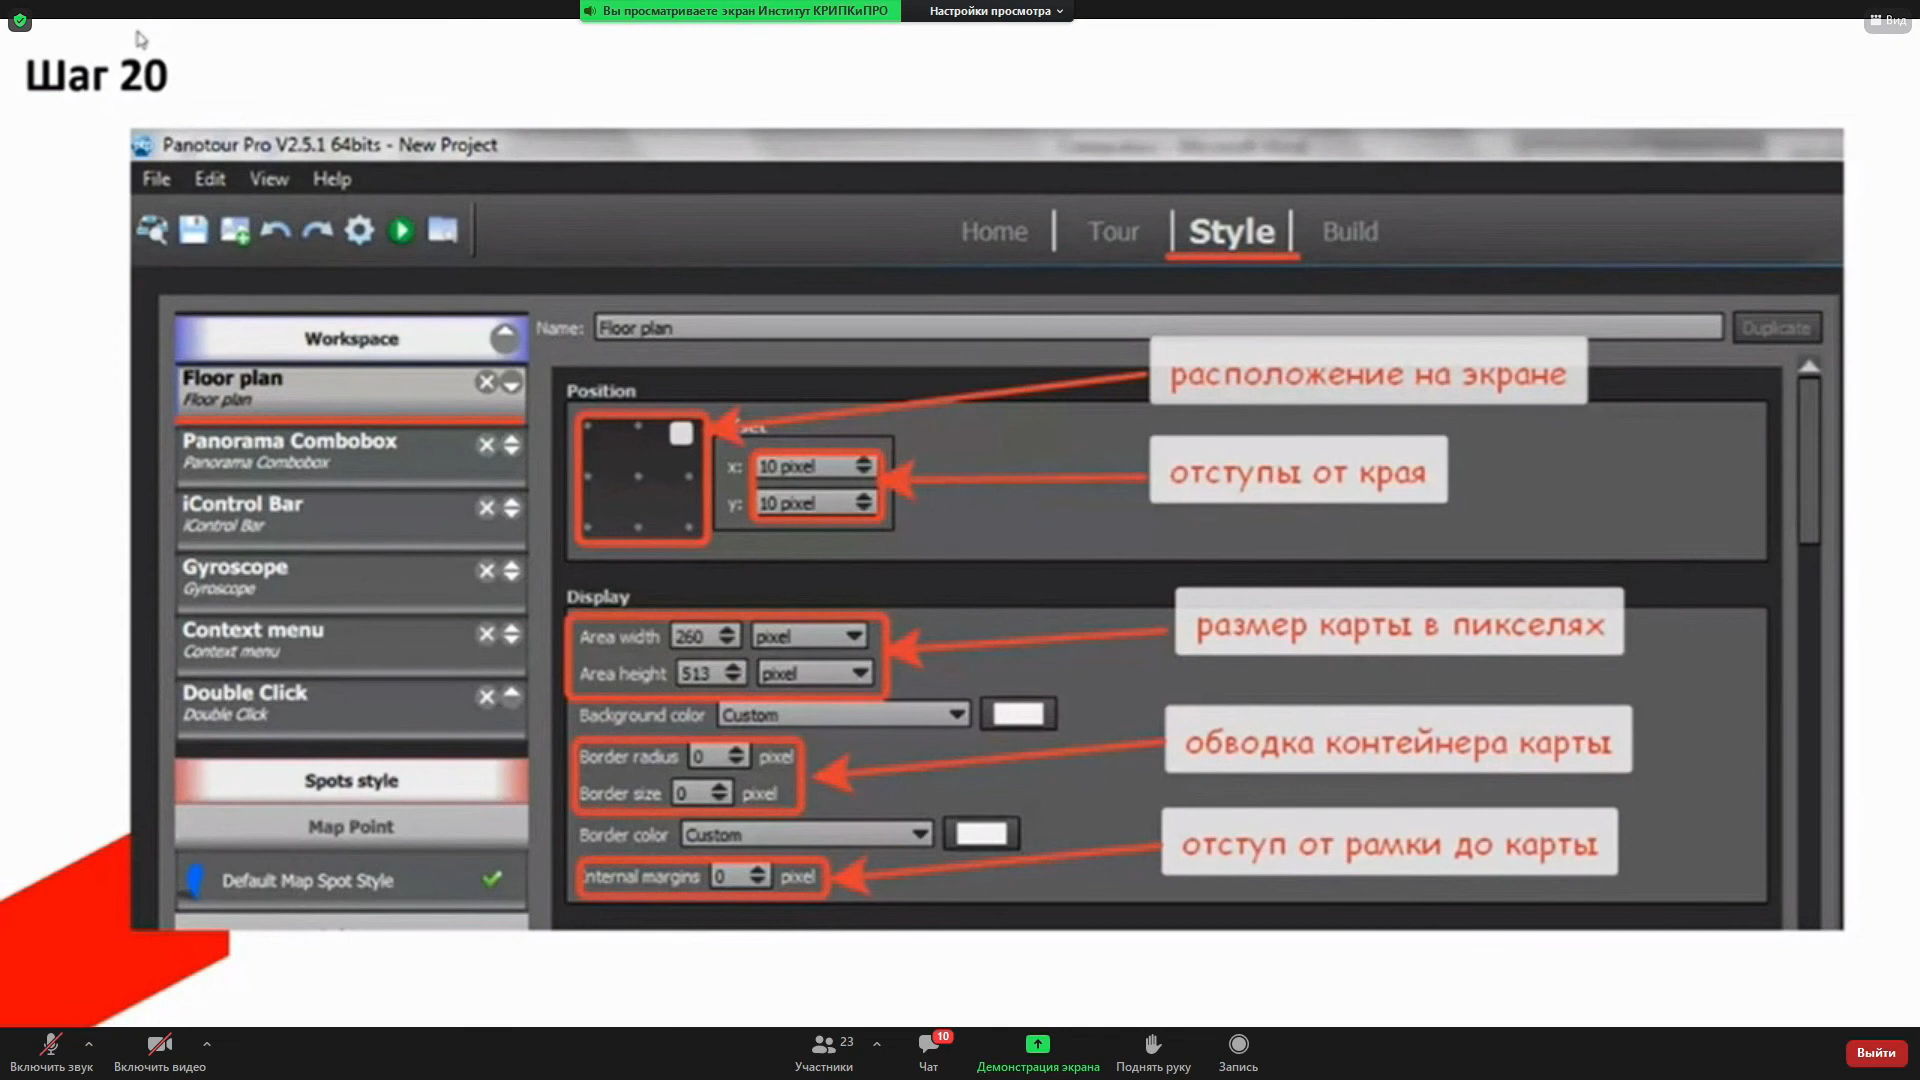 Вы просматриваете экран Институт КРИПКиПРО
Настройки просмотра
Вид
Шаг 20
Panotour Pro V2.5.1 64bits - New Project
File Edit View Help
Home Tour Style Build
Workspace
Name: Floor plan
Duplicate
Floor plan
Floor plan
Panorama Combobox
Panorama Combobox
iControl Bar
iControl Bar
Gyroscope
Gyroscope
Context menu
Context menu
Double Click
Double Click
Spots style
Map Point
Default Map Spot Style
Position
расположение на экране
x: 10 pixel
y: 10 pixel
отступы от края
Display
Area width 260 pixel
Area height 513 pixel
размер карты в пикселях
Background color Custom
Border radius 0 pixel
Border size 0 pixel
обводка контейнера карты
Border color Custom
Internal margins 0 pixel
отступ от рамки до карты
Включить звук
Включить видео
23
Участники
10
Чат
Демонстрация экрана
Поднять руку
Запись
Выйти